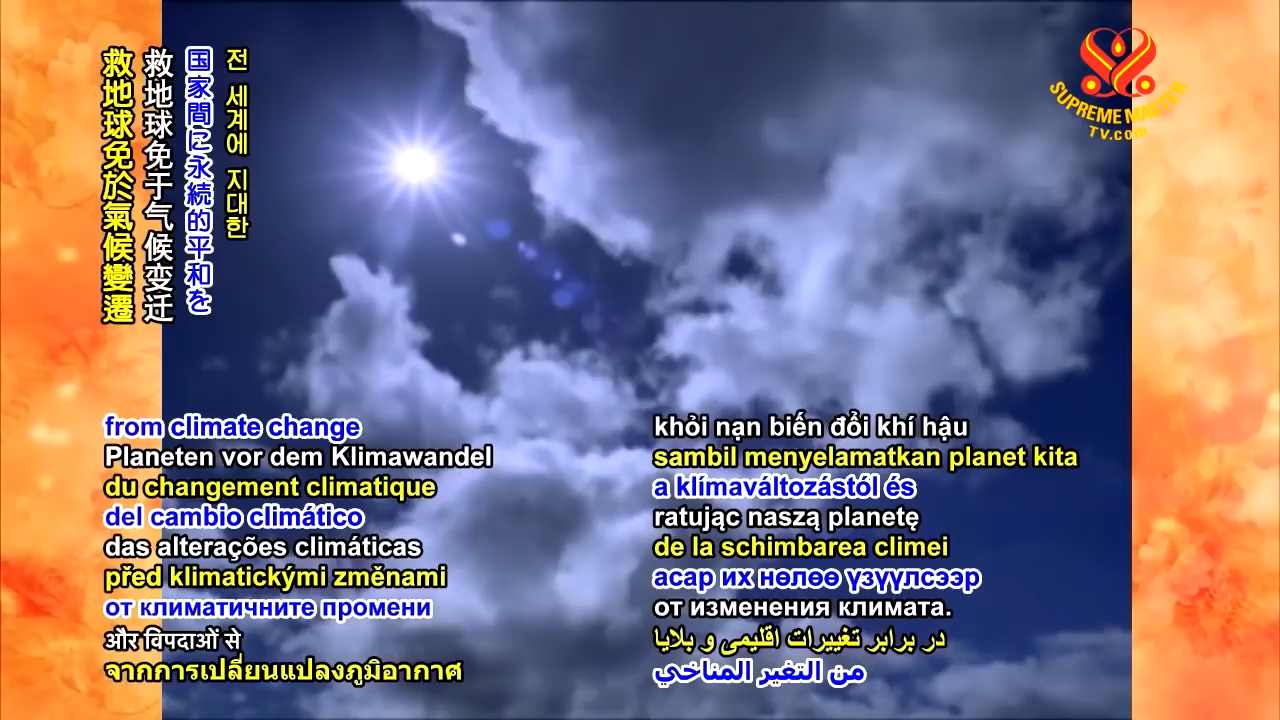 救地球免於氣候變遷
救地球免于气候变迁
国家間に永続的平和を
전 세계에 지대한
SUPREME MASTER
TV.com
from climate change
Planeten vor dem Klimawandel
du changement climatique
del cambio climático
das alterações climáticas
před klimatickými změnami
от климатичните промени
और विपदाओं से
จากการเปลี่ยนแปลงภูมิอากาศ
khỏi nạn biến đổi khí hậu
sambil menyelamatkan planet kita
a klímaváltozástól és
ratując naszą planetę
de la schimbarea climei
асар их нөлөө үзүүлсээр
от изменения климата.
در برابر تغییرات اقلیمی و بلایا
من التغير المناخي